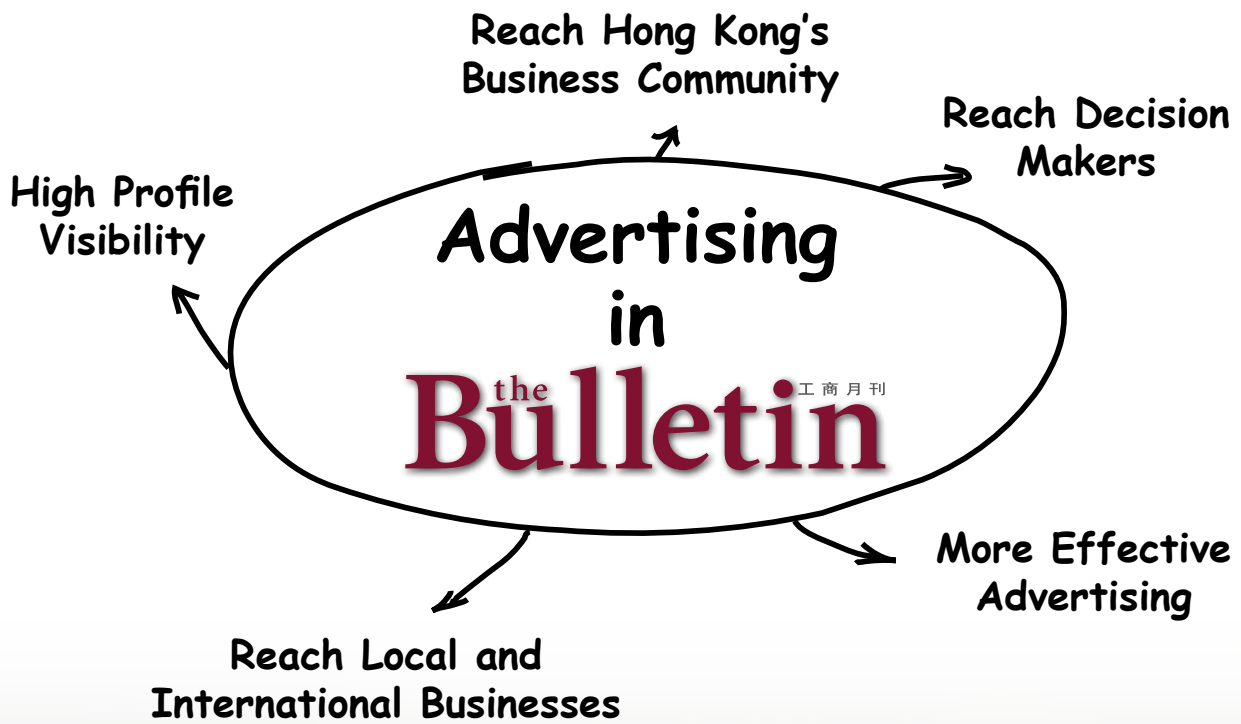 Reach Hong Kong's
Business Community
Reach Decision
Makers
High Profile
Visibility
Advertising
in
the Bulletin 工商月刊
More Effective
Advertising
Reach Local and
International Businesses